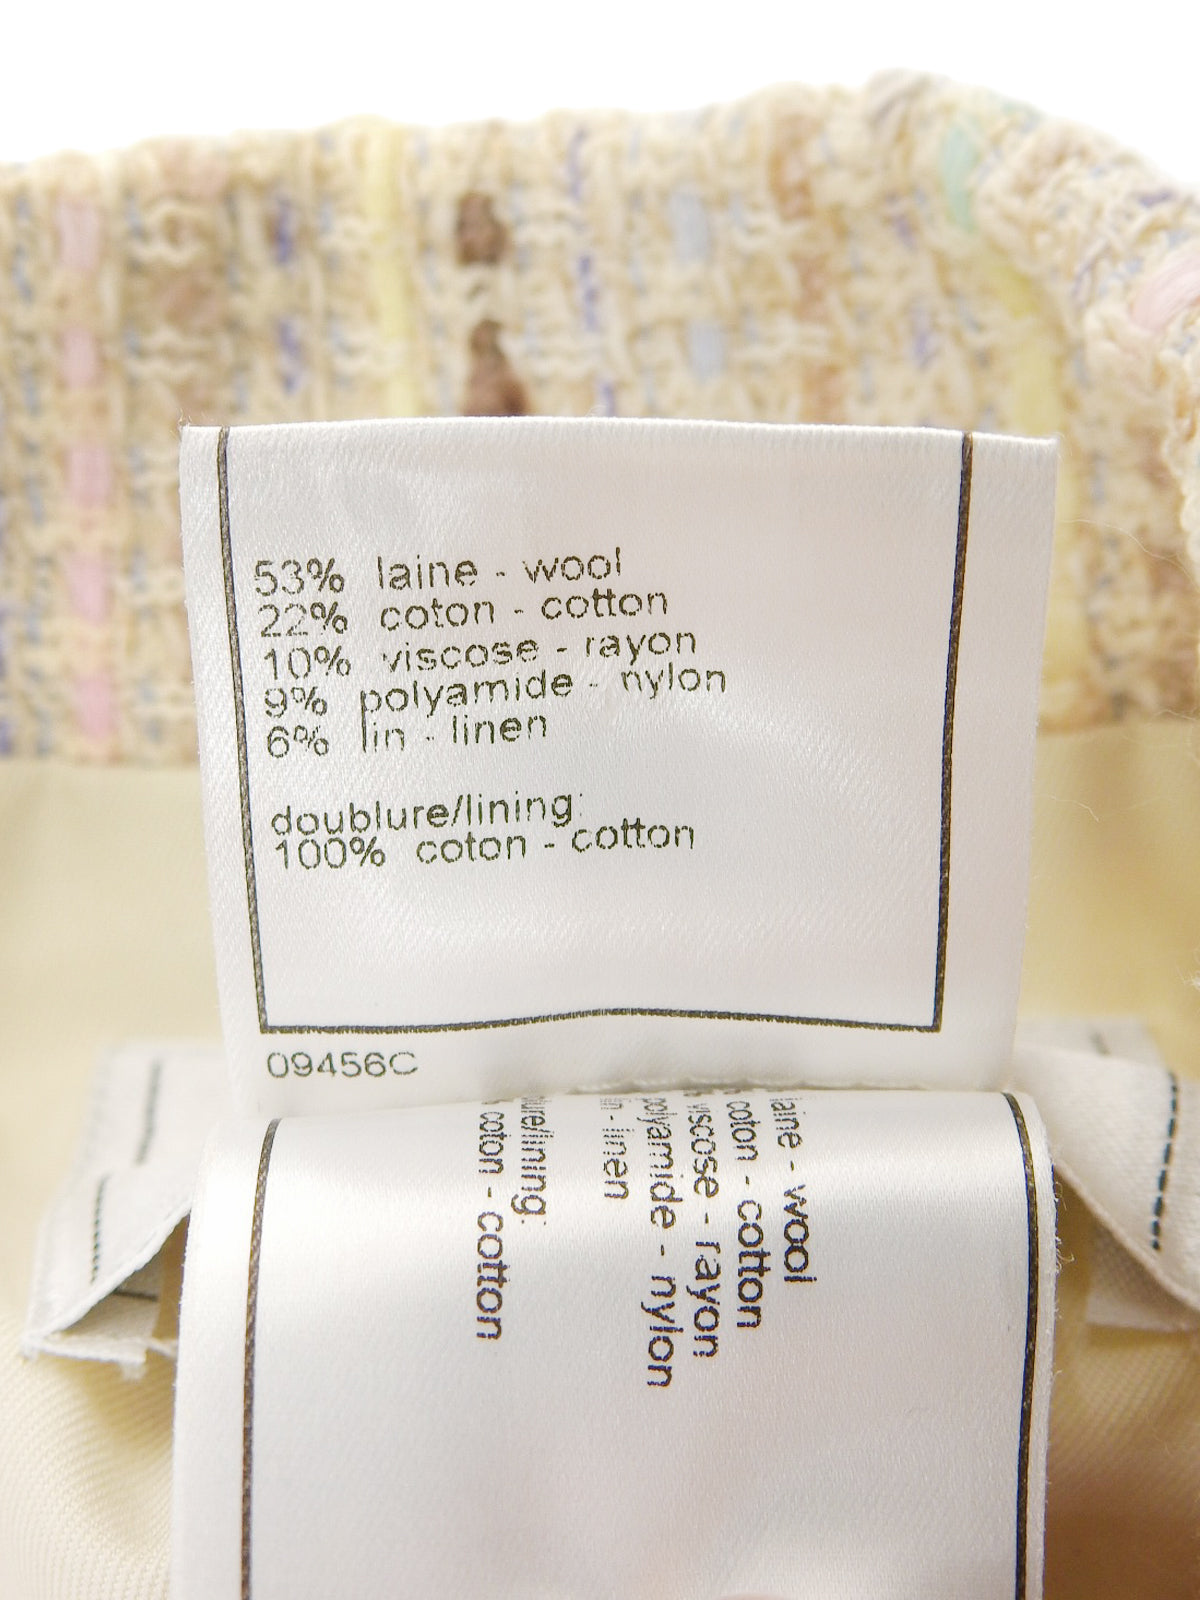 53% laine - wool
22% coton - cotton
10% viscose - rayon
9% polyamide - nylon
6% lin - linen
doublure/lining:
100% coton - cotton
09456C
laine - wool
coton - cotton
viscose - rayon
polyamide - nylon
- linen
/lining:
coton - cotton